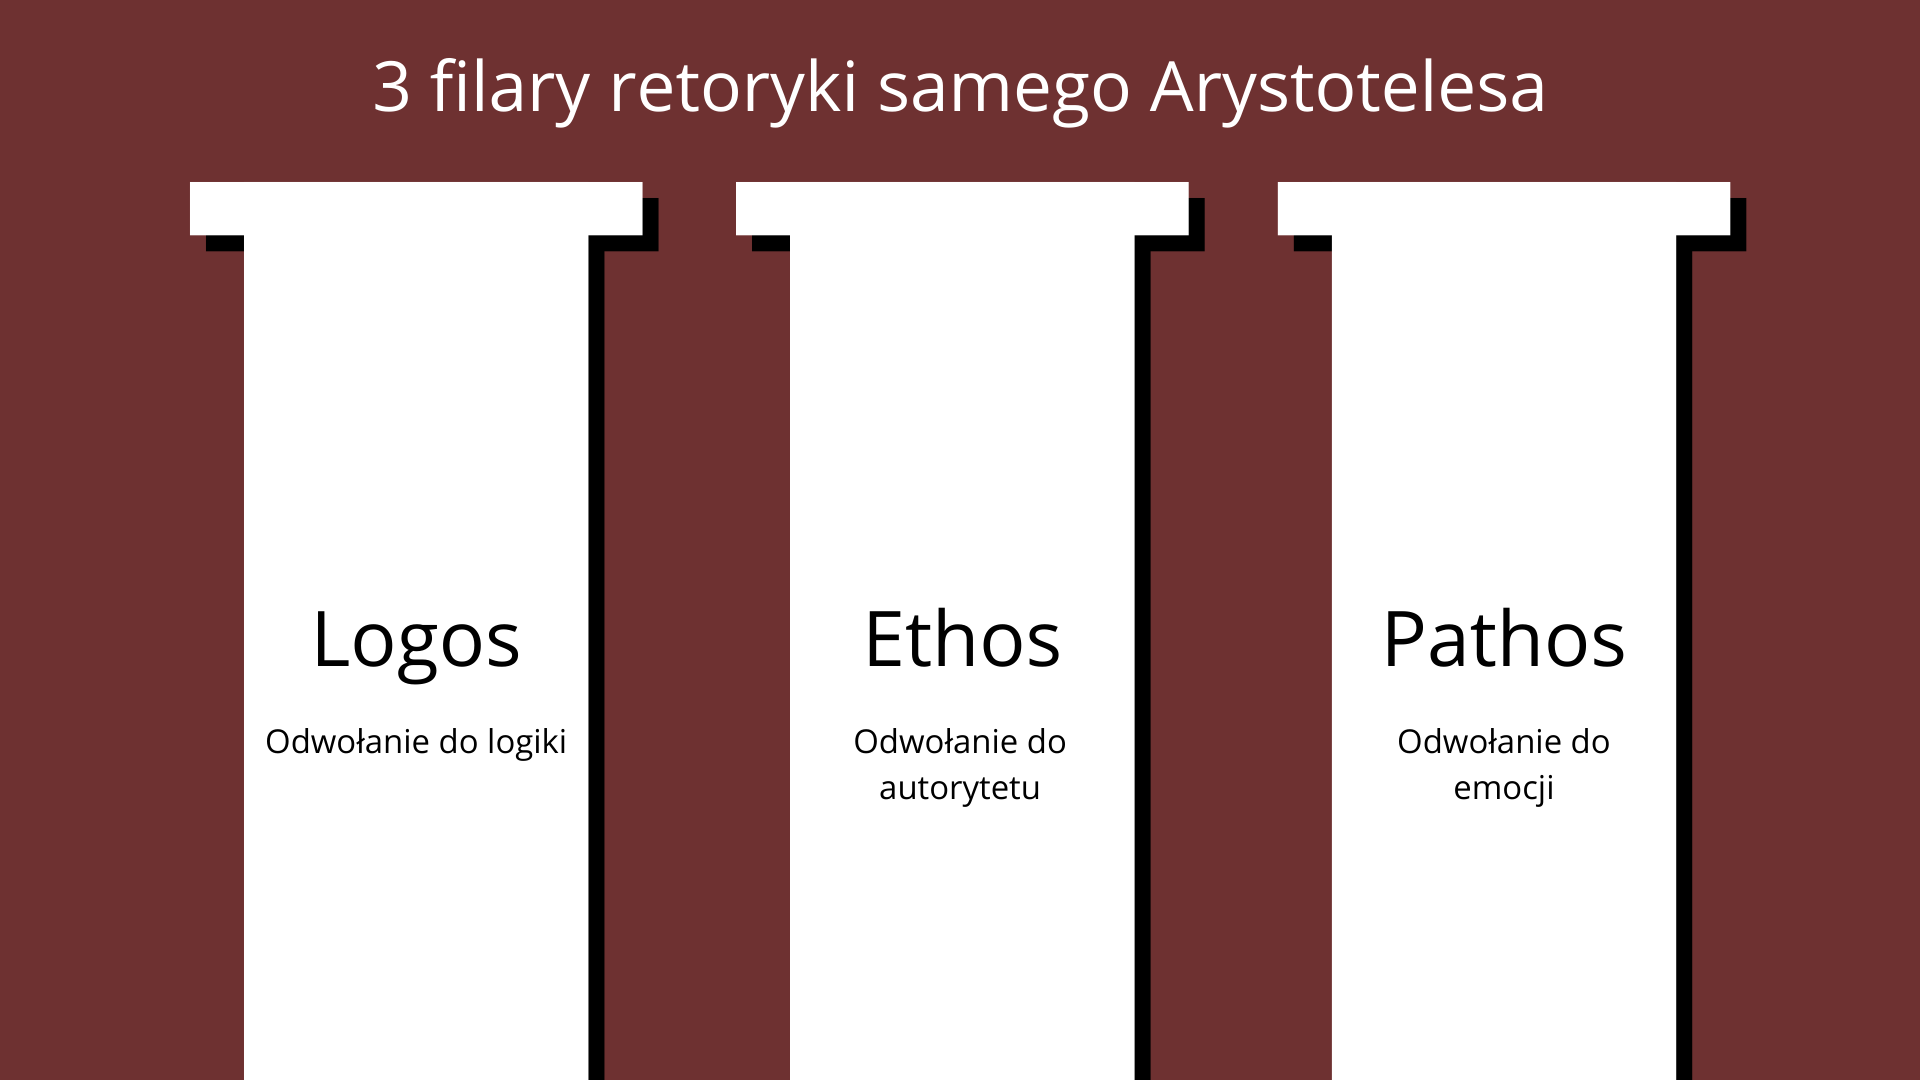 3 filary retoryki samego Arystotelesa
Logos
Odwołanie do logiki
Ethos
Odwołanie do
autorytetu
Pathos
Odwołanie do
emocji